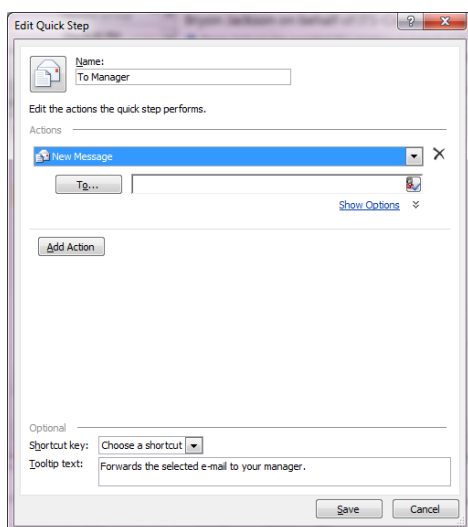 Edit Quick Step
Name:
To Manager
Edit the actions the quick step performs.
Actions
New Message
To...
Show Options
Add Action
Optional
Shortcut key: Choose a shortcut
Tooltip text: Forwards the selected e-mail to your manager.
Save Cancel